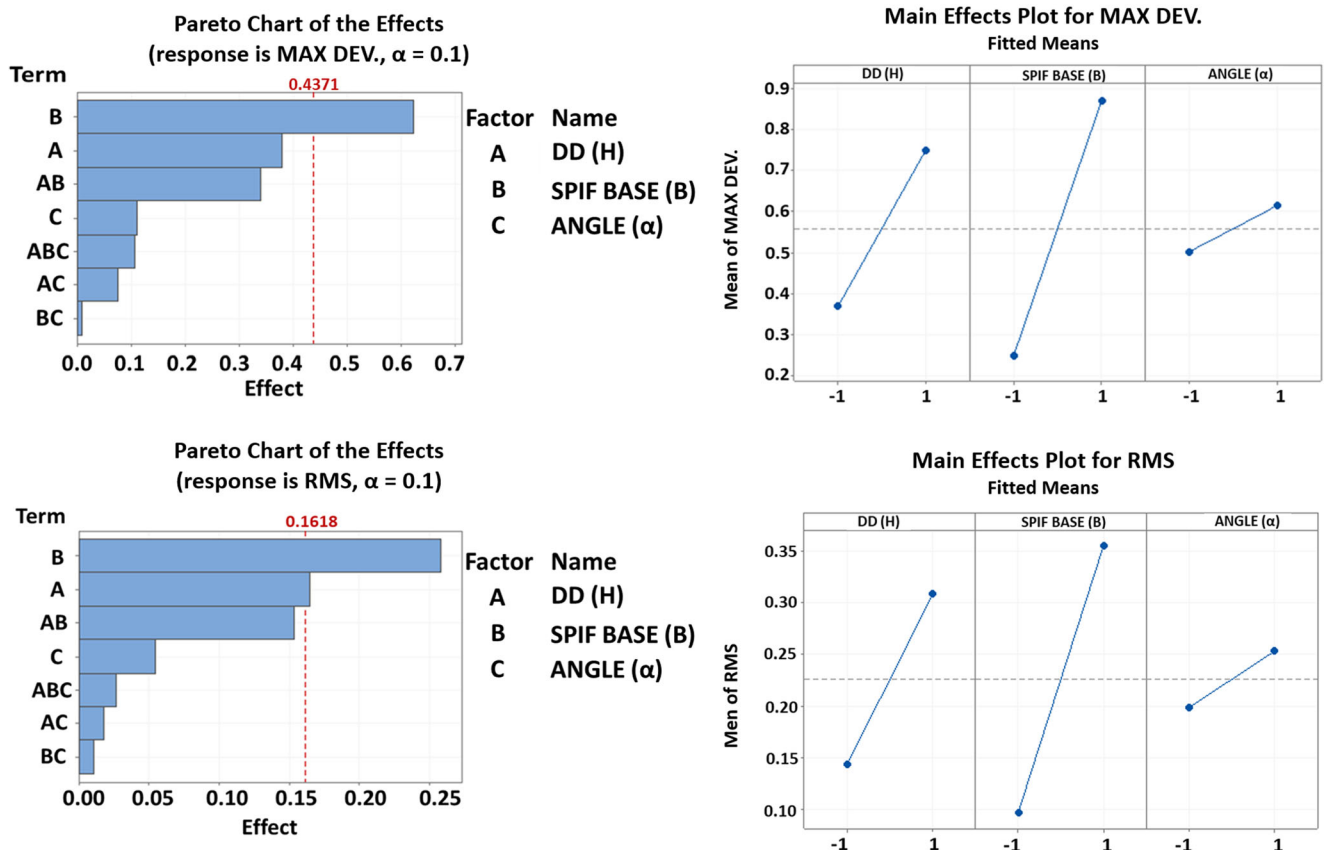 Pareto Chart of the Effects
(response is MAX DEV., α = 0.1)
Term
0.4371
B
A
AB
C
ABC
AC
BC
0.0 0.1 0.2 0.3 0.4 0.5 0.6 0.7
Effect
Factor Name
A DD (H)
B SPIF BASE (B)
C ANGLE (α)
Main Effects Plot for MAX DEV.
Fitted Means
DD (H) SPIF BASE (B) ANGLE (α)
Mean of MAX DEV.
0.9
0.8
0.7
0.6
0.5
0.4
0.3
0.2
-1 1 -1 1 -1 1
Pareto Chart of the Effects
(response is RMS, α = 0.1)
Term
0.1618
B
A
AB
C
ABC
AC
BC
0.00 0.05 0.10 0.15 0.20 0.25
Effect
Factor Name
A DD (H)
B SPIF BASE (B)
C ANGLE (α)
Main Effects Plot for RMS
Fitted Means
DD (H) SPIF BASE (B) ANGLE (α)
Men of RMS
0.35
0.30
0.25
0.20
0.15
0.10
-1 1 -1 1 -1 1